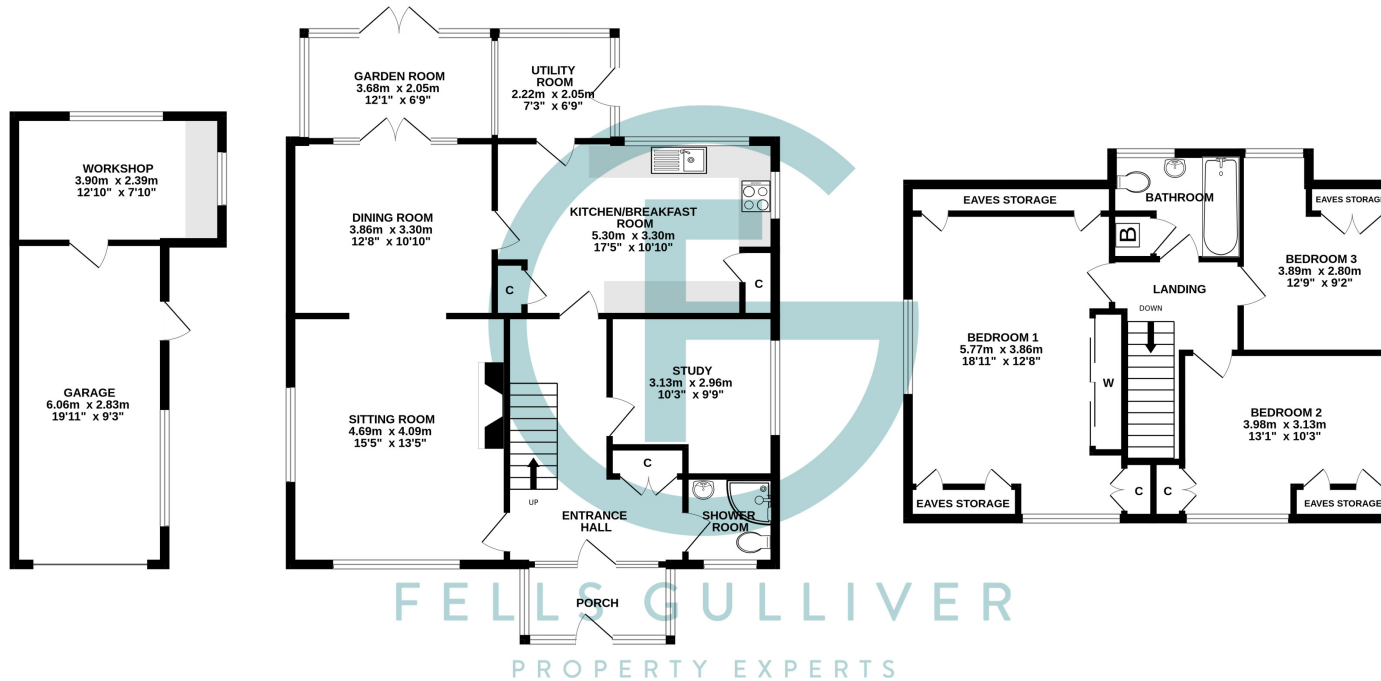 GARDEN ROOM
3.68m x 2.05m
12'1" x 6'9"
UTILITY
ROOM
2.22m x 2.05m
7'3" x 6'9"
WORKSHOP
3.90m x 2.39m
12'10" x 7'10"
DINING ROOM
3.86m x 3.30m
12'8" x 10'10"
KITCHEN/BREAKFAST
ROOM
5.30m x 3.30m
17'5" x 10'10"
C
C
GARAGE
6.06m x 2.83m
19'11" x 9'3"
SITTING ROOM
4.69m x 4.09m
15'5" x 13'5"
STUDY
3.13m x 2.96m
10'3" x 9'9"
C
UP
ENTRANCE
HALL
SHOWER
ROOM
PORCH
EAVES STORAGE
BATHROOM
B
EAVES STORAGE
BEDROOM 3
3.89m x 2.80m
12'9" x 9'2"
LANDING
DOWN
BEDROOM 1
5.77m x 3.86m
18'11" x 12'8"
W
BEDROOM 2
3.98m x 3.13m
13'1" x 10'3"
EAVES STORAGE
C
C
EAVES STORAGE
FELLS GULLIVER
PROPERTY EXPERTS